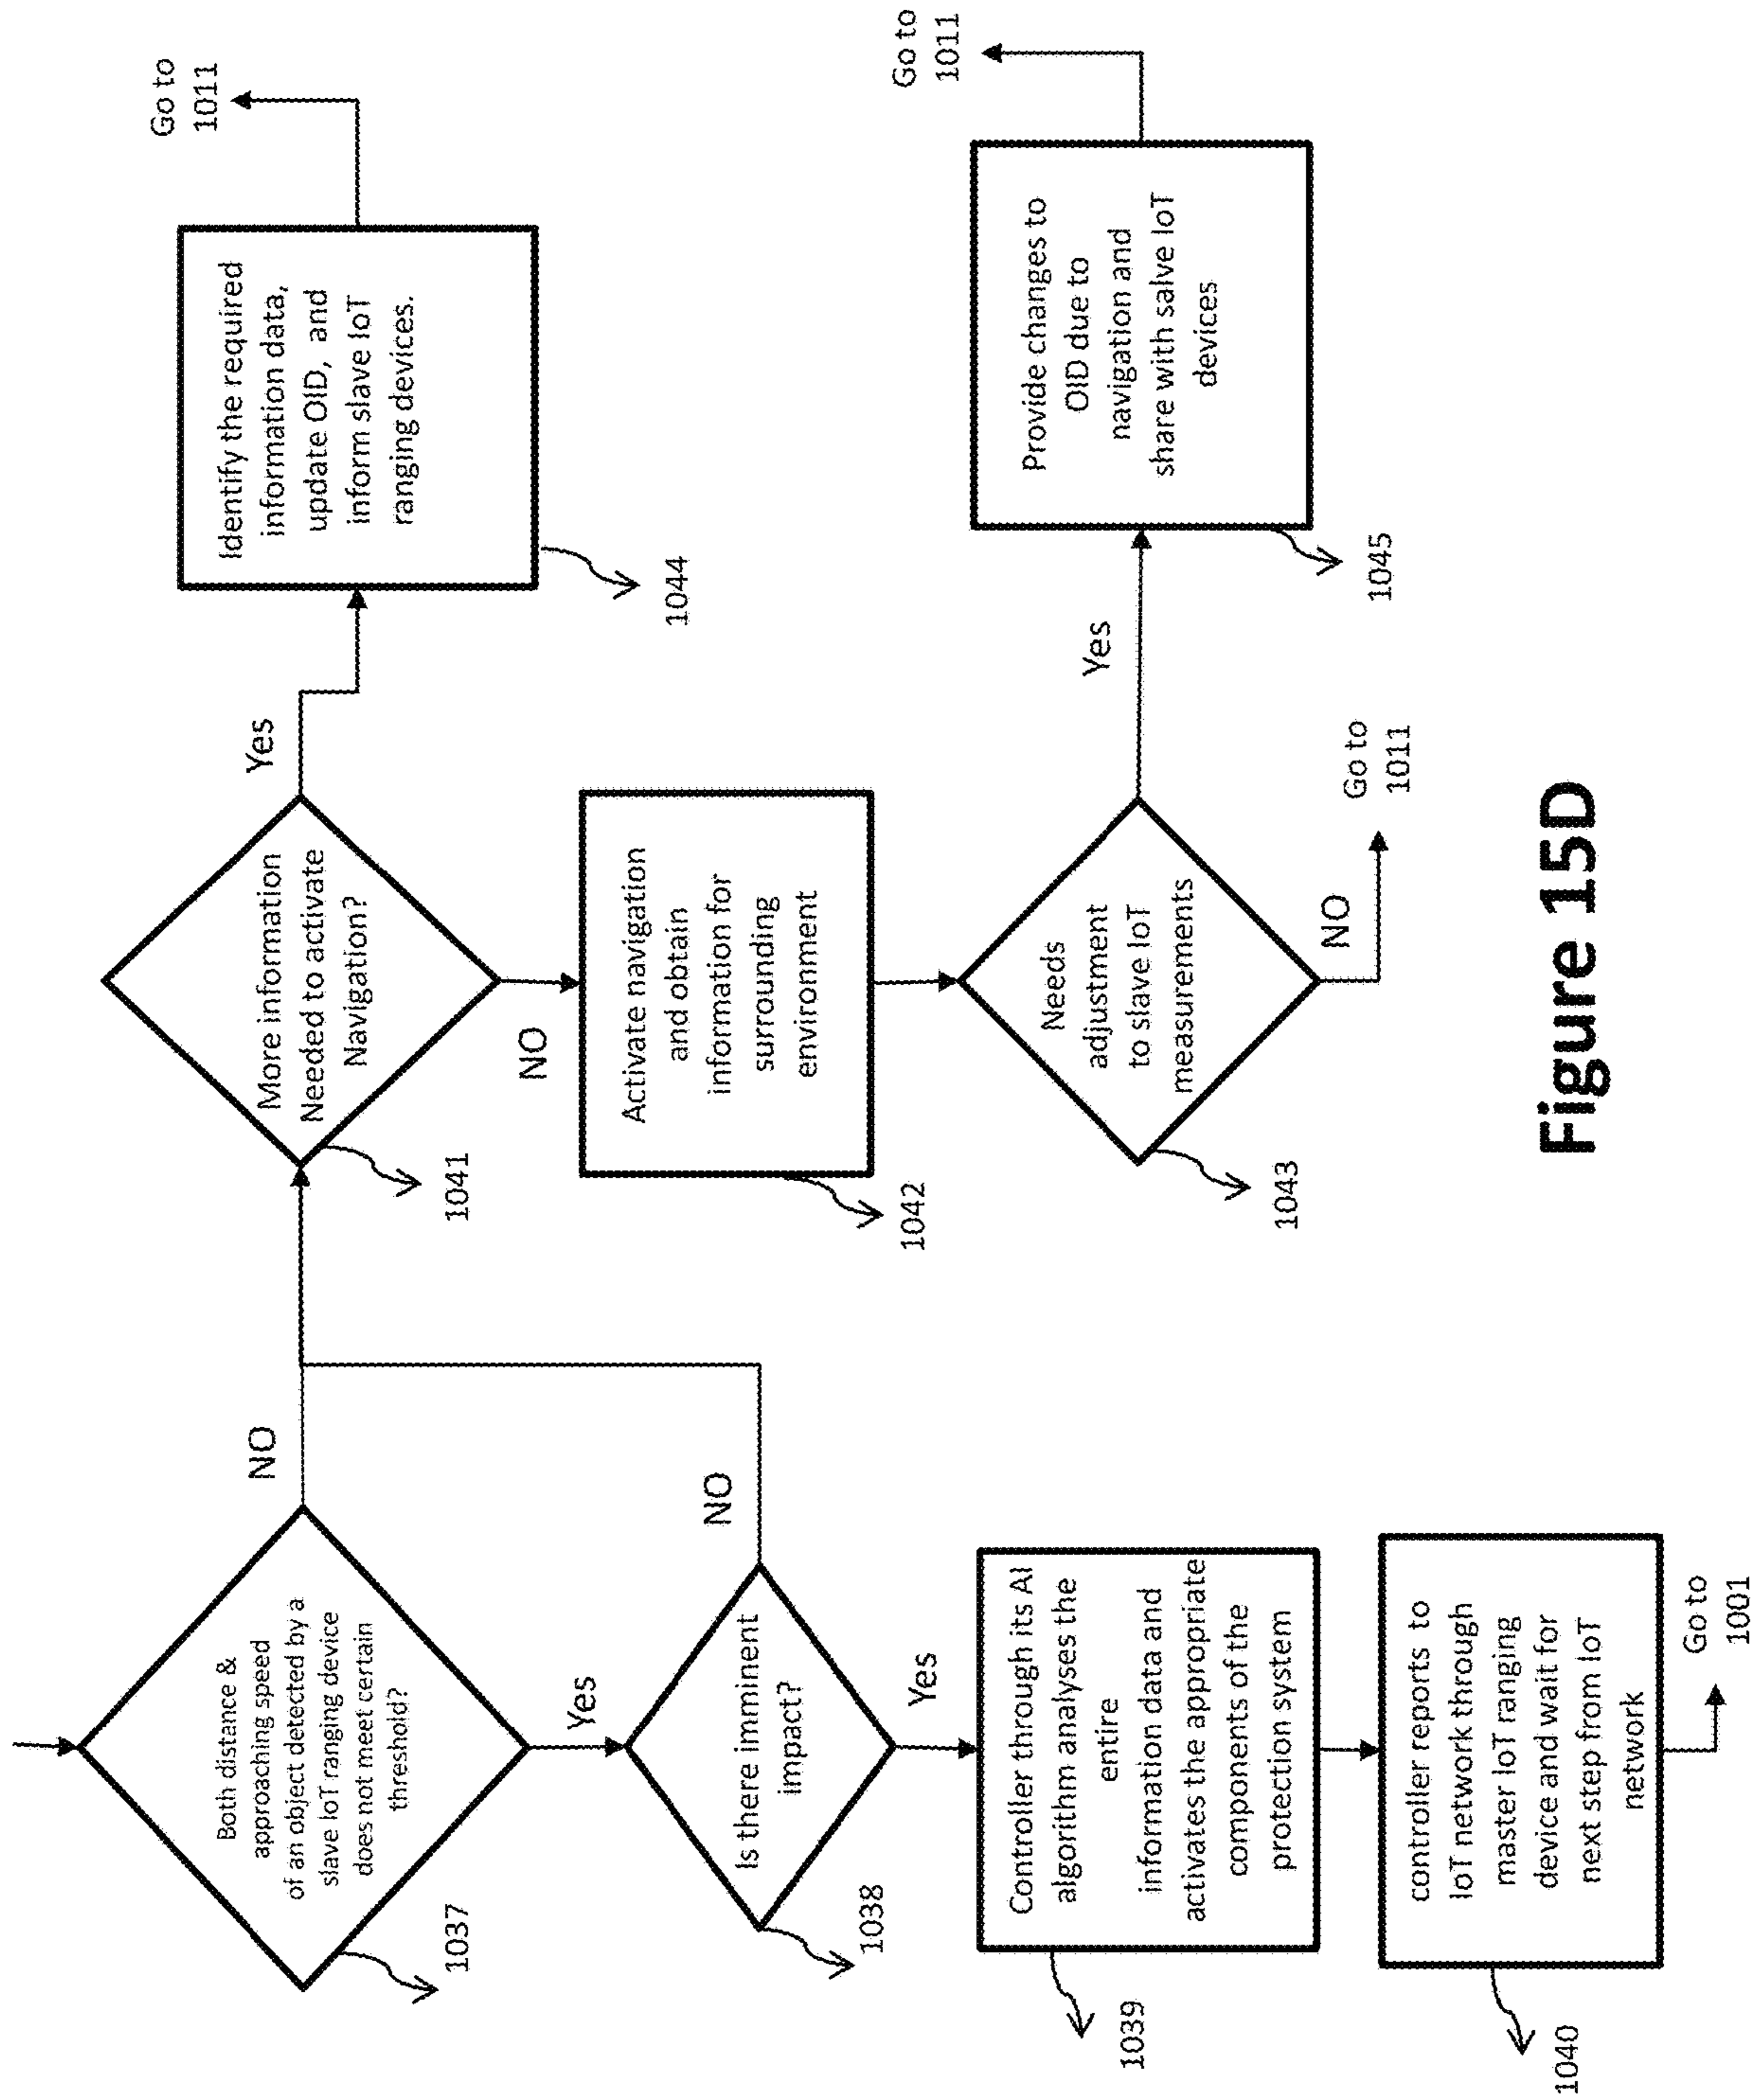 Both distance &
approaching speed
of an object detected by a
slave IoT ranging device
does not meet certain
threshold?
1037
NO
Yes
Is there imminent
impact?
1038
NO
Yes
Controller through its AI
algorithm analyses the
entire
information data and
activates the appropriate
components of the
protection system
1039
controller reports to
IoT network through
master IoT ranging
device and wait for
next step from IoT
network
1040
Go to
1001
More information
Needed to activate
Navigation?
1041
Yes
NO
Identify the required
information data,
update OID, and
inform slave IoT
ranging devices.
1044
Go to
1011
Activate navigation
and obtain
information for
surrounding
environment
1042
Needs
adjustment
to slave IoT
measurements
1043
Yes
NO
Go to
1011
Provide changes to
OID due to
navigation and
share with salve IoT
devices
1045
Go to
1011
Figure 15D